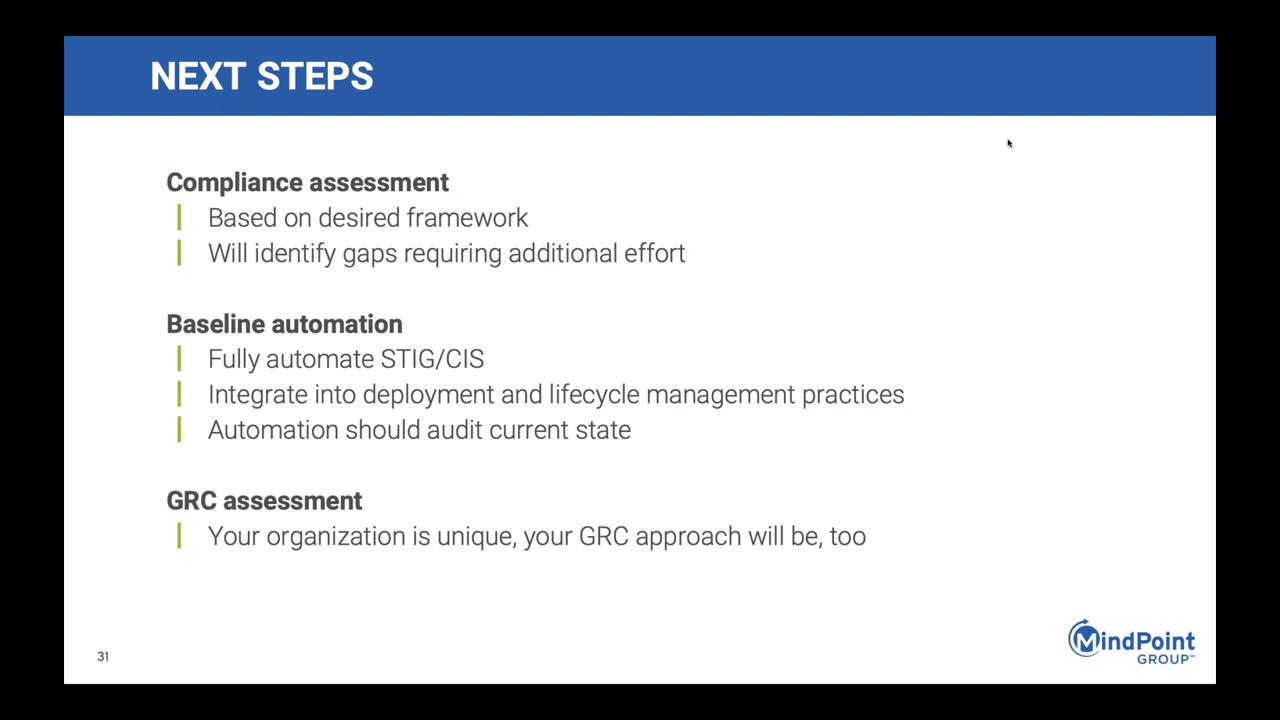 NEXT STEPS
Compliance assessment
Based on desired framework
Will identify gaps requiring additional effort
Baseline automation
Fully automate STIG/CIS
Integrate into deployment and lifecycle management practices
Automation should audit current state
GRC assessment
Your organization is unique, your GRC approach will be, too
31
MindPoint
GROUP℠